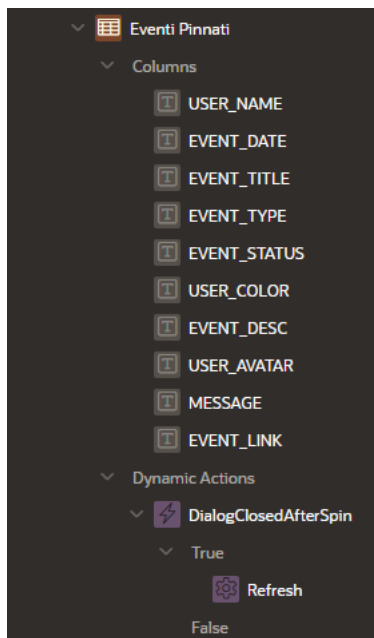 Eventi Pinnati
Columns
USER_NAME
EVENT_DATE
EVENT_TITLE
EVENT_TYPE
EVENT_STATUS
USER_COLOR
EVENT_DESC
USER_AVATAR
MESSAGE
EVENT_LINK
Dynamic Actions
DialogClosedAfterSpin
True
Refresh
False